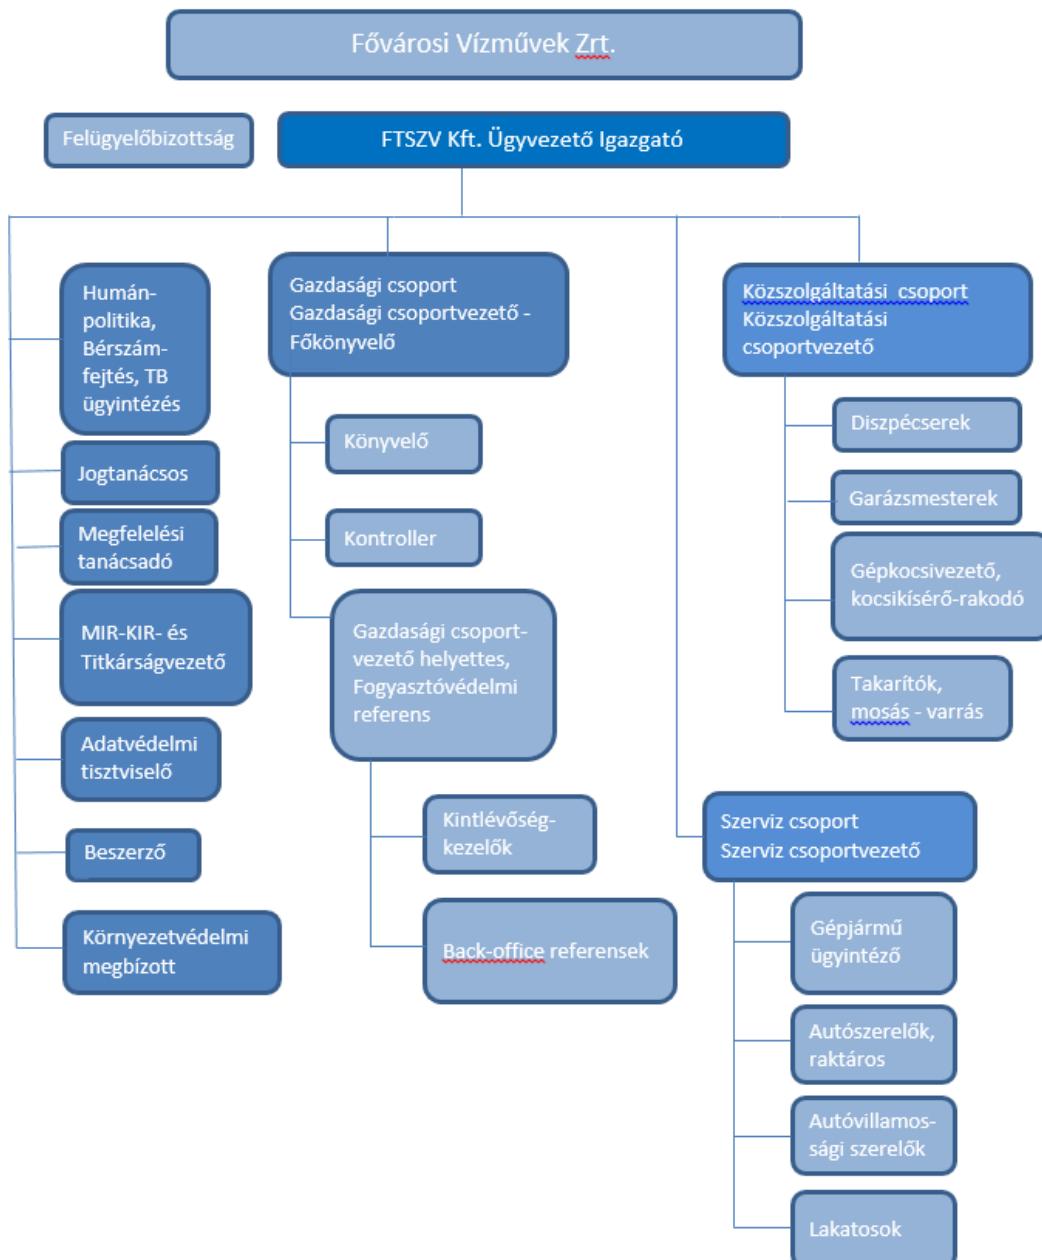 Fővárosi Vízművek Zrt.
Felügyelőbizottság
FTSZV Kft. Ügyvezető Igazgató
Humán-
politika,
Bérszám-
fejtés, TB
ügyintézés
Jogtanácsos
Megfelelési
tanácsadó
MIR-KIR- és
Titkárságvezető
Adatvédelmi
tisztviselő
Beszerző
Környezetvédelmi
megbízott
Gazdasági csoport
Gazdasági csoportvezető -
Főkönyvelő
Könyvelő
Kontroller
Gazdasági csoport-
vezető helyettes,
Fogyasztóvédelmi
referens
Kintlévőség-
kezelők
Back-office referensek
Közszolgáltatási csoport
Közszolgáltatási
csoportvezető
Diszpécserek
Garázsmesterek
Gépkocsivezető,
kocsikísérő-rakodó
Takarítók,
mosás - varrás
Szerviz csoport
Szerviz csoportvezető
Gépjármű
ügyintéző
Autószerelők,
raktáros
Autóvillamos-
sági szerelők
Lakatosok